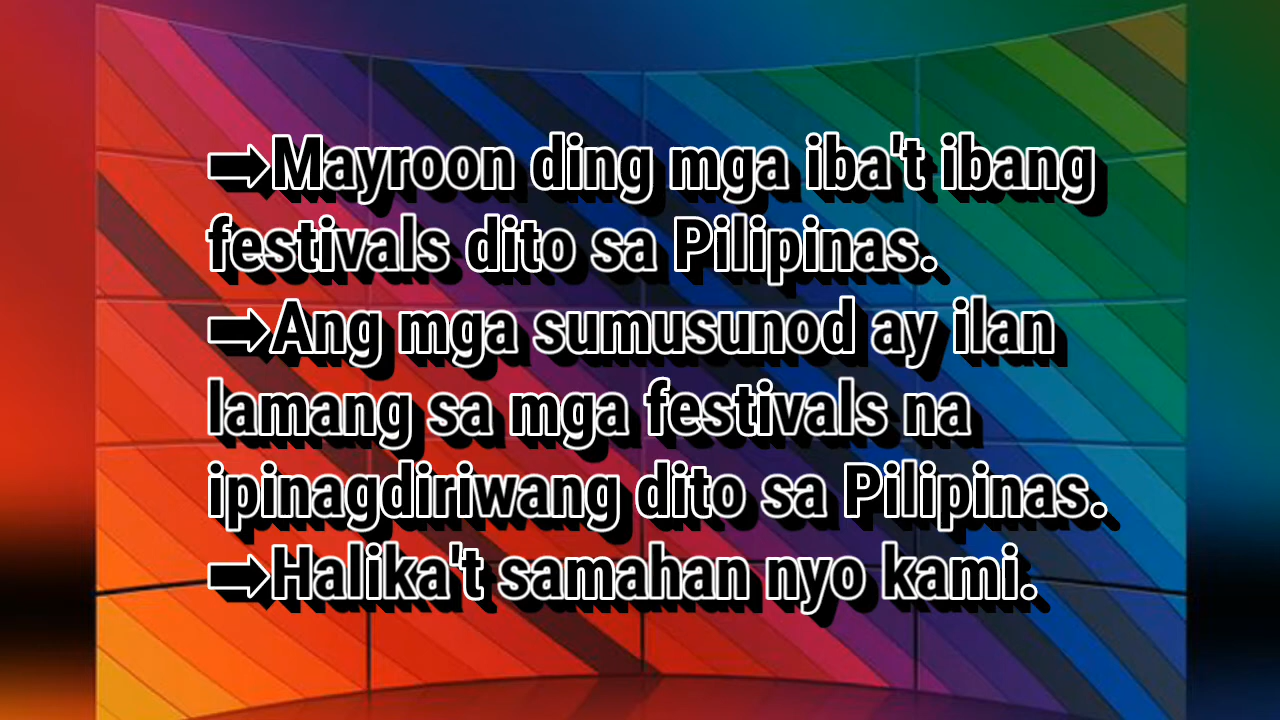 ➡Mayroon ding mga iba't ibang
festivals dito sa Pilipinas.
➡Ang mga sumusunod ay ilan
lamang sa mga festivals na
ipinagdiriwang dito sa Pilipinas.
➡Halika't samahan nyo kami.